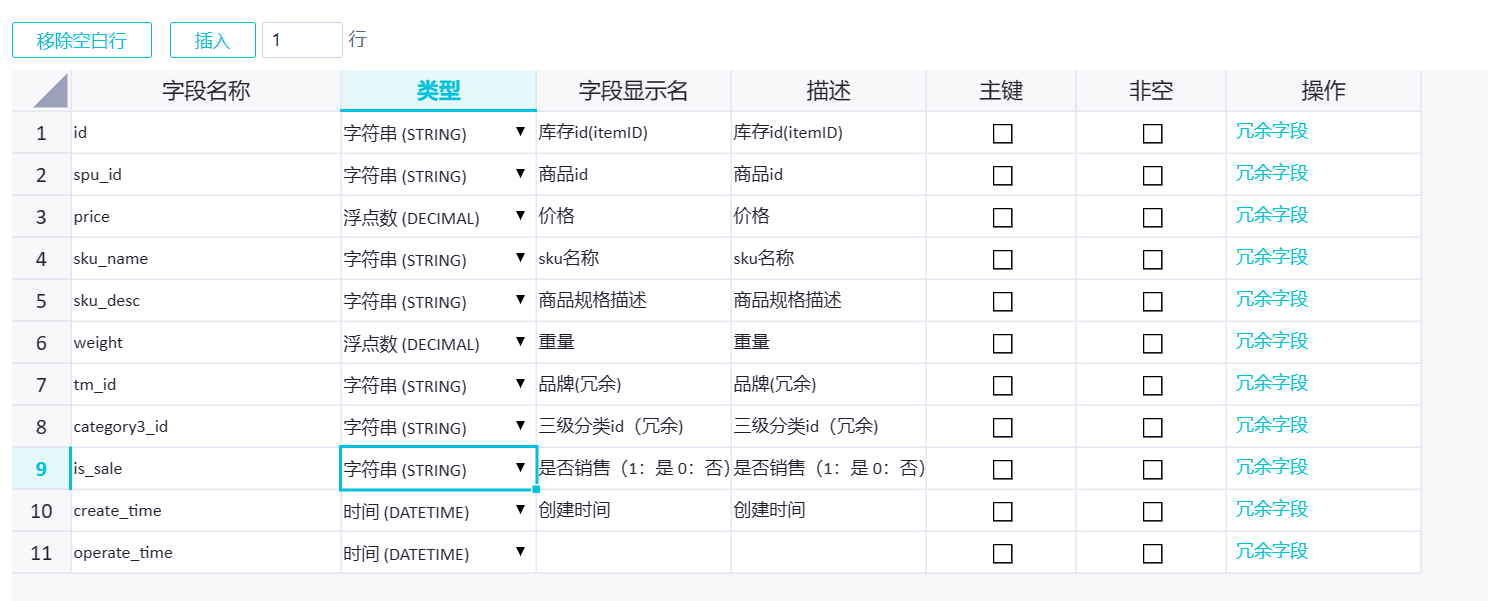 移除空白行 插入 1 行
字段名称 类型 字段显示名 描述 主键 非空 操作
1 id 字符串 (STRING) 库存id(itemID) 库存id(itemID) 冗余字段
2 spu_id 字符串 (STRING) 商品id 商品id 冗余字段
3 price 浮点数 (DECIMAL) 价格 价格 冗余字段
4 sku_name 字符串 (STRING) sku名称 sku名称 冗余字段
5 sku_desc 字符串 (STRING) 商品规格描述 商品规格描述 冗余字段
6 weight 浮点数 (DECIMAL) 重量 重量 冗余字段
7 tm_id 字符串 (STRING) 品牌(冗余) 品牌(冗余) 冗余字段
8 category3_id 字符串 (STRING) 三级分类id（冗余) 三级分类id（冗余) 冗余字段
9 is_sale 字符串 (STRING) 是否销售（1：是 0：否) 是否销售（1：是 0：否) 冗余字段
10 create_time 时间 (DATETIME) 创建时间 创建时间 冗余字段
11 operate_time 时间 (DATETIME) 冗余字段